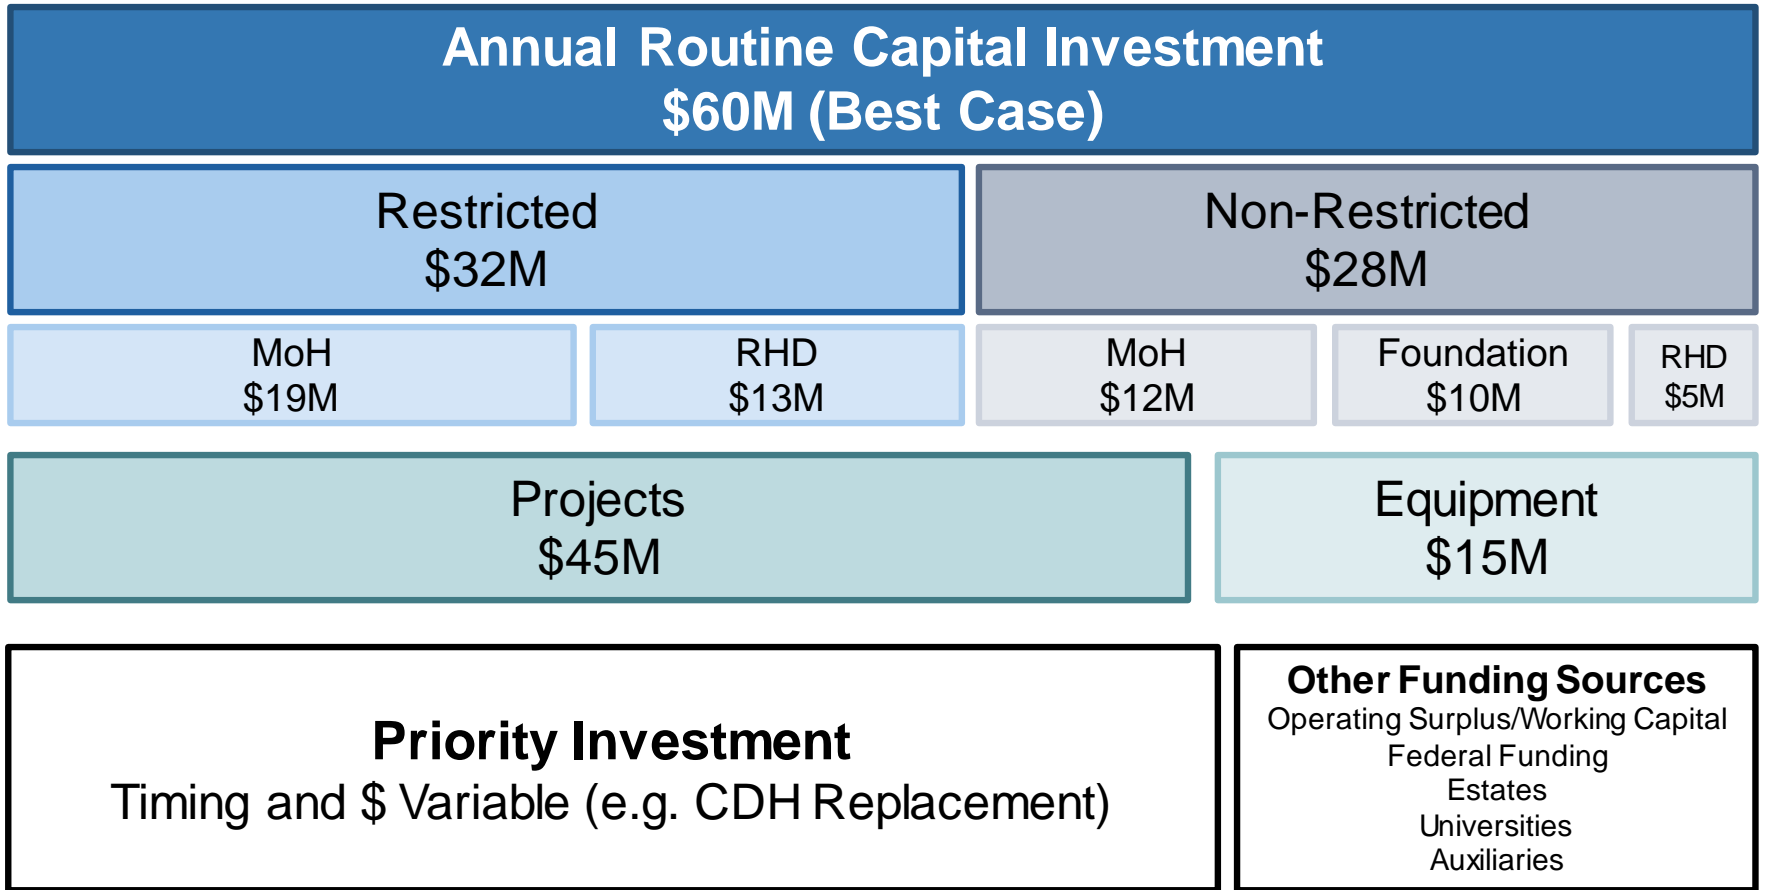 Annual Routine Capital Investment
$60M (Best Case)
Restricted
$32M
Non-Restricted
$28M
MoH
$19M
RHD
$13M
MoH
$12M
Foundation
$10M
RHD
$5M
Projects
$45M
Equipment
$15M
Priority Investment
Timing and $ Variable (e.g. CDH Replacement)
Other Funding Sources
Operating Surplus/Working Capital
Federal Funding
Estates
Universities
Auxiliaries